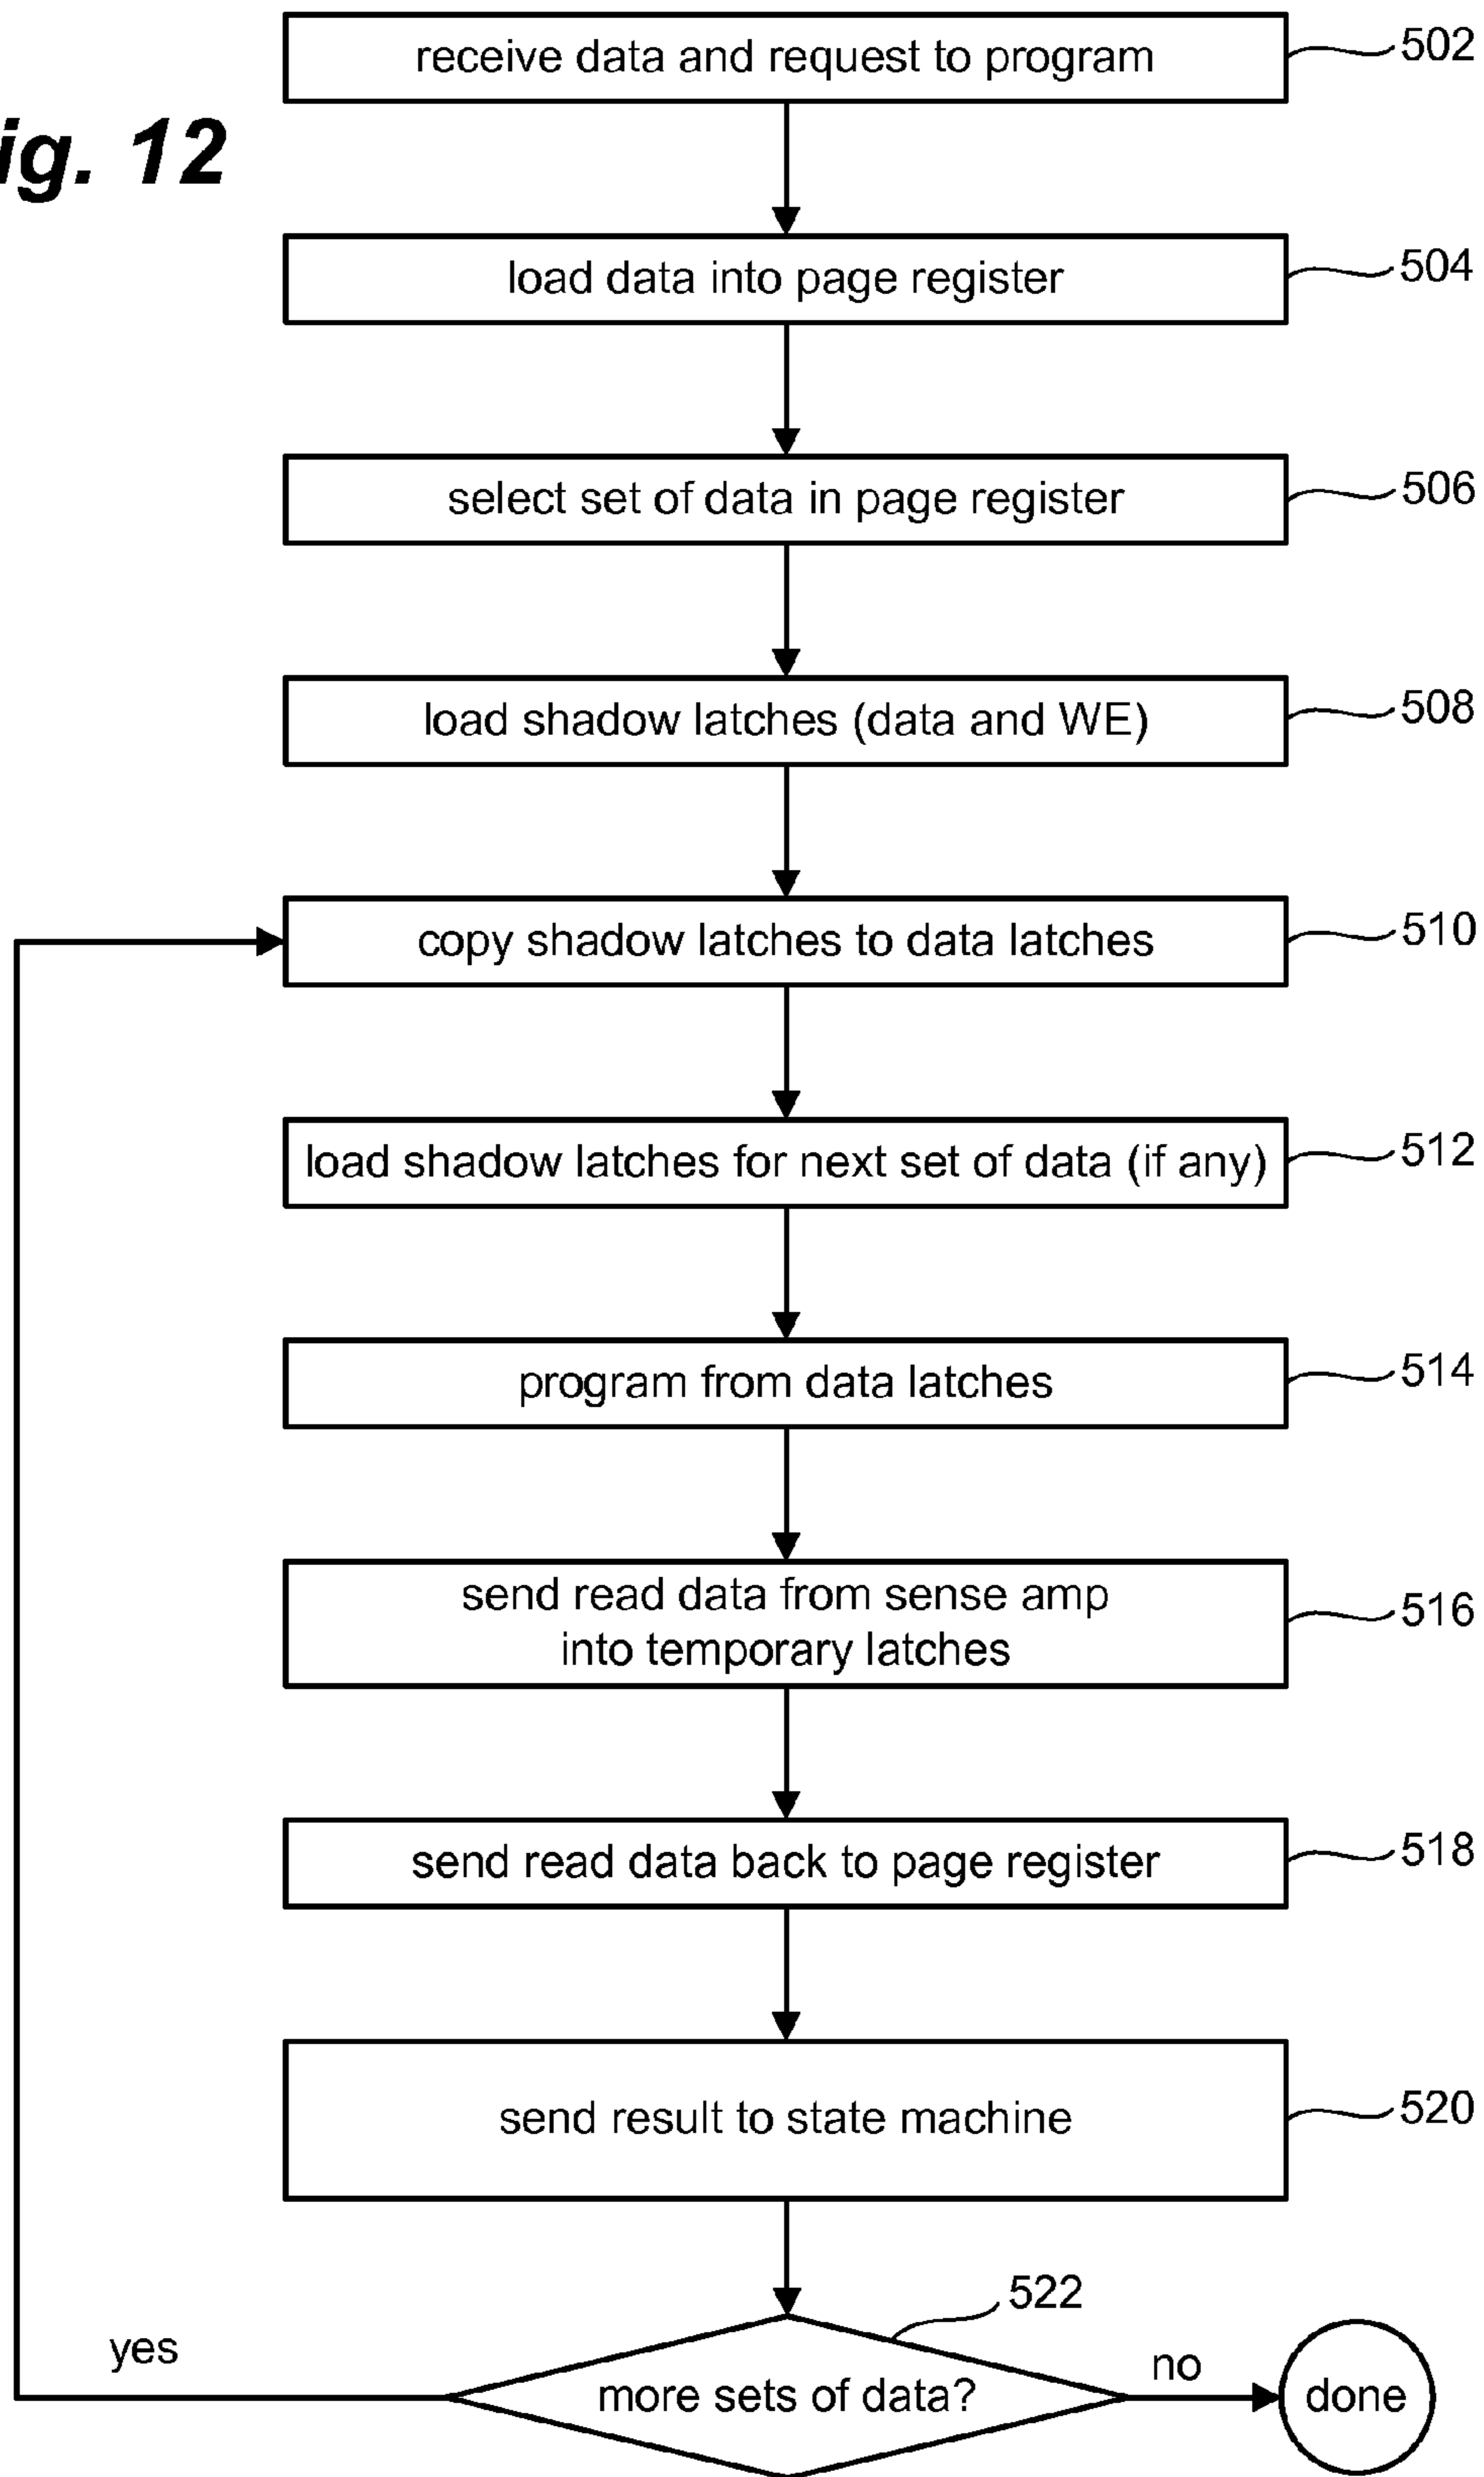 receive data and request to program
502
ig. 12
load data into page register
504
select set of data in page register
506
load shadow latches (data and WE)
508
copy shadow latches to data latches
510
load shadow latches for next set of data (if any)
512
program from data latches
514
send read data from sense amp
into temporary latches
516
send read data back to page register
518
send result to state machine
520
522
yes
more sets of data?
no
done